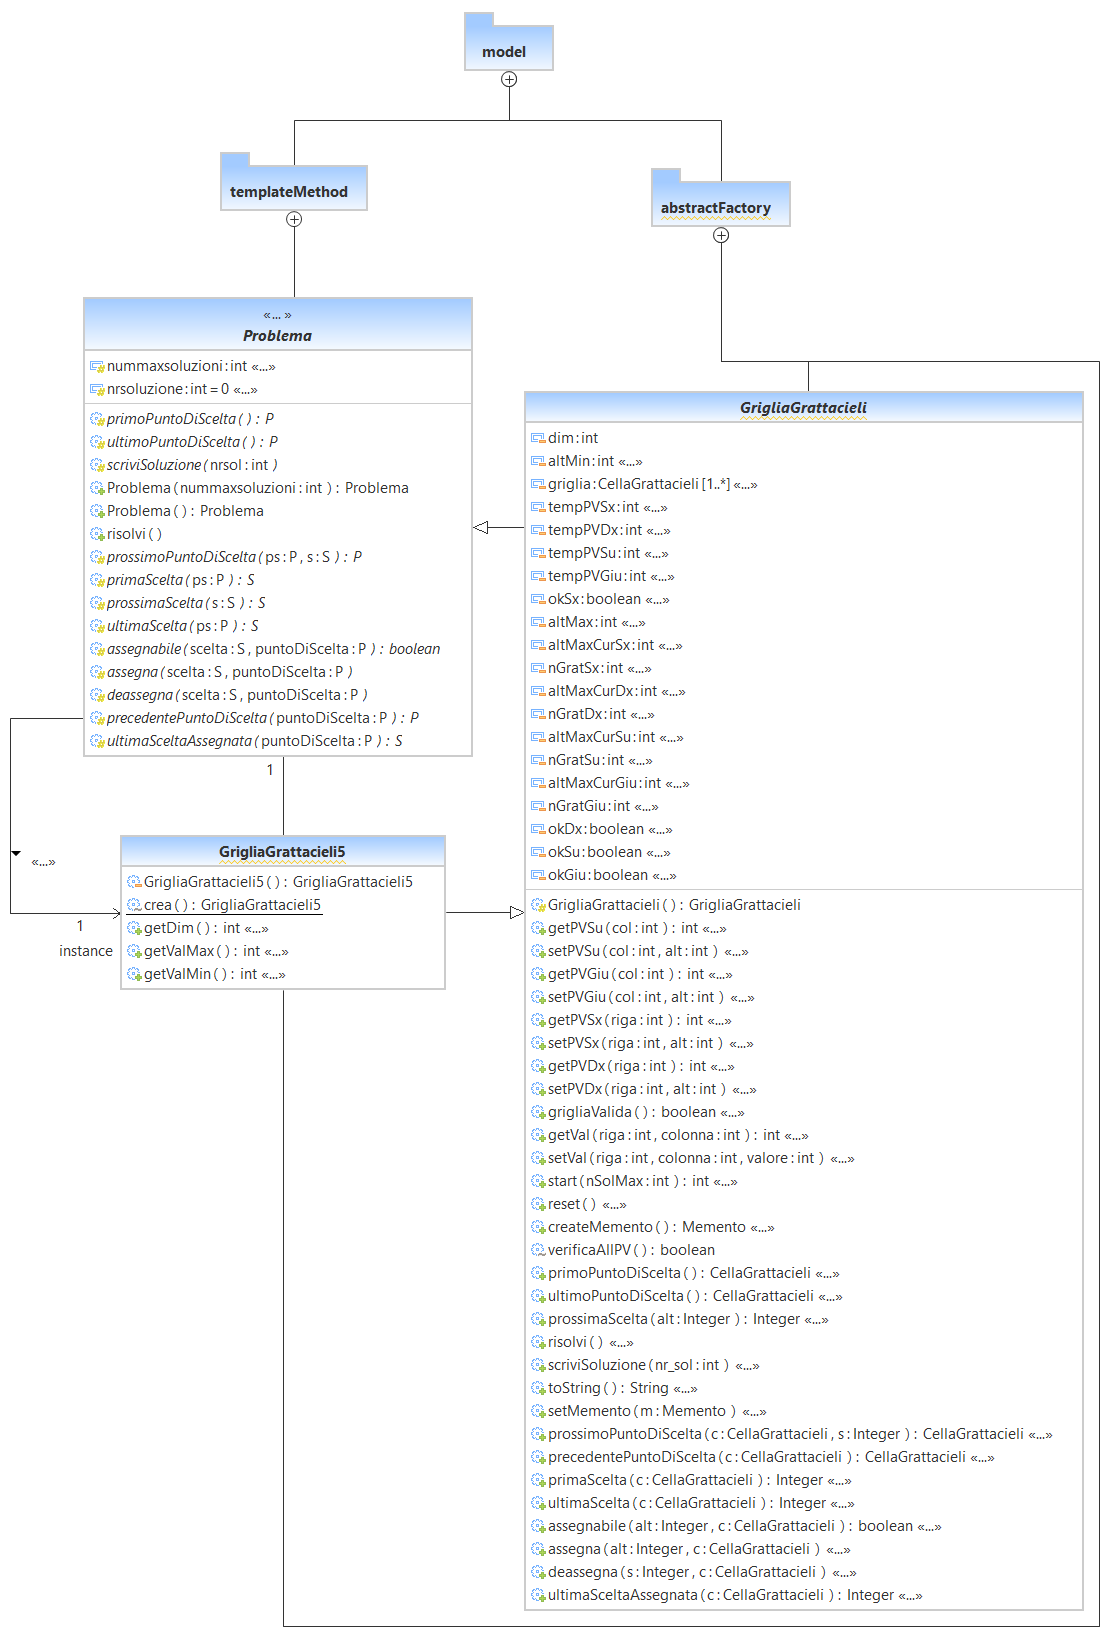 model
templateMethod
abstractFactory
«... »
Problema
nummaxsoluzioni:int «...»
nrsoluzione:int = 0 «...»
primoPuntoDiScelta( ) : P
ultimoPuntoDiScelta( ) : P
scriviSoluzione(nrsol : int )
Problema(nummaxsoluzioni : int ) : Problema
Problema( ) : Problema
risolvi( )
prossimoPuntoDiScelta(ps : P, s : S ) : P
primaScelta(ps : P ) : S
prossimaScelta(s : S ) : S
ultimaScelta(ps : P ) : S
assegnabile(scelta : S, puntoDiScelta : P ) : boolean
assegna(scelta : S, puntoDiScelta : P )
deassegna(scelta : S, puntoDiScelta : P )
precedentePuntoDiScelta(puntoDiScelta : P ) : P
ultimaSceltaAssegnata(puntoDiScelta : P ) : S
1
«...»
1
instance
GrigliaGrattacieli5
GrigliaGrattacieli5( ) : GrigliaGrattacieli5
crea( ) : GrigliaGrattacieli5
getDim( ) : int «...»
getValMax( ) : int «...»
getValMin( ) : int «...»
GrigliaGrattacieli
dim:int
altMin:int «...»
griglia:CellaGrattacieli [1..*] «...»
tempPVSx:int «...»
tempPVDx:int «...»
tempPVSu:int «...»
tempPVGiu:int «...»
okSx:boolean «...»
altMax:int «...»
altMaxCurSx:int «...»
nGratSx:int «...»
altMaxCurDx:int «...»
nGratDx:int «...»
altMaxCurSu:int «...»
nGratSu:int «...»
altMaxCurGiu:int «...»
nGratGiu:int «...»
okDx:boolean «...»
okSu:boolean «...»
okGiu:boolean «...»
GrigliaGrattacieli( ) : GrigliaGrattacieli
getPVSu(col : int ) : int «...»
setPVSu(col : int, alt : int ) «...»
getPVGiu(col : int ) : int «...»
setPVGiu(col : int, alt : int ) «...»
getPVSx(riga : int ) : int «...»
setPVSx(riga : int, alt : int ) «...»
getPVDx(riga : int ) : int «...»
setPVDx(riga : int, alt : int ) «...»
grigliaValida( ) : boolean «...»
getVal(riga : int, colonna : int ) : int «...»
setVal(riga : int, colonna : int, valore : int ) «...»
start(nSolMax : int ) : int «...»
reset( ) «...»
createMemento( ) : Memento «...»
verificaAllPV( ) : boolean
primoPuntoDiScelta( ) : CellaGrattacieli «...»
ultimoPuntoDiScelta( ) : CellaGrattacieli «...»
prossimaScelta(alt : Integer ) : Integer «...»
risolvi( ) «...»
scriviSoluzione(nr_sol : int ) «...»
toString( ) : String «...»
setMemento(m : Memento ) «...»
prossimoPuntoDiScelta(c : CellaGrattacieli, s : Integer ) : CellaGrattacieli «...»
precedentePuntoDiScelta(c : CellaGrattacieli ) : CellaGrattacieli «...»
primaScelta(c : CellaGrattacieli ) : Integer «...»
ultimaScelta(c : CellaGrattacieli ) : Integer «...»
assegnabile(alt : Integer, c : CellaGrattacieli ) : boolean «...»
assegna(alt : Integer, c : CellaGrattacieli ) «...»
deassegna(s : Integer, c : CellaGrattacieli ) «...»
ultimaSceltaAssegnata(c : CellaGrattacieli ) : Integer «...»